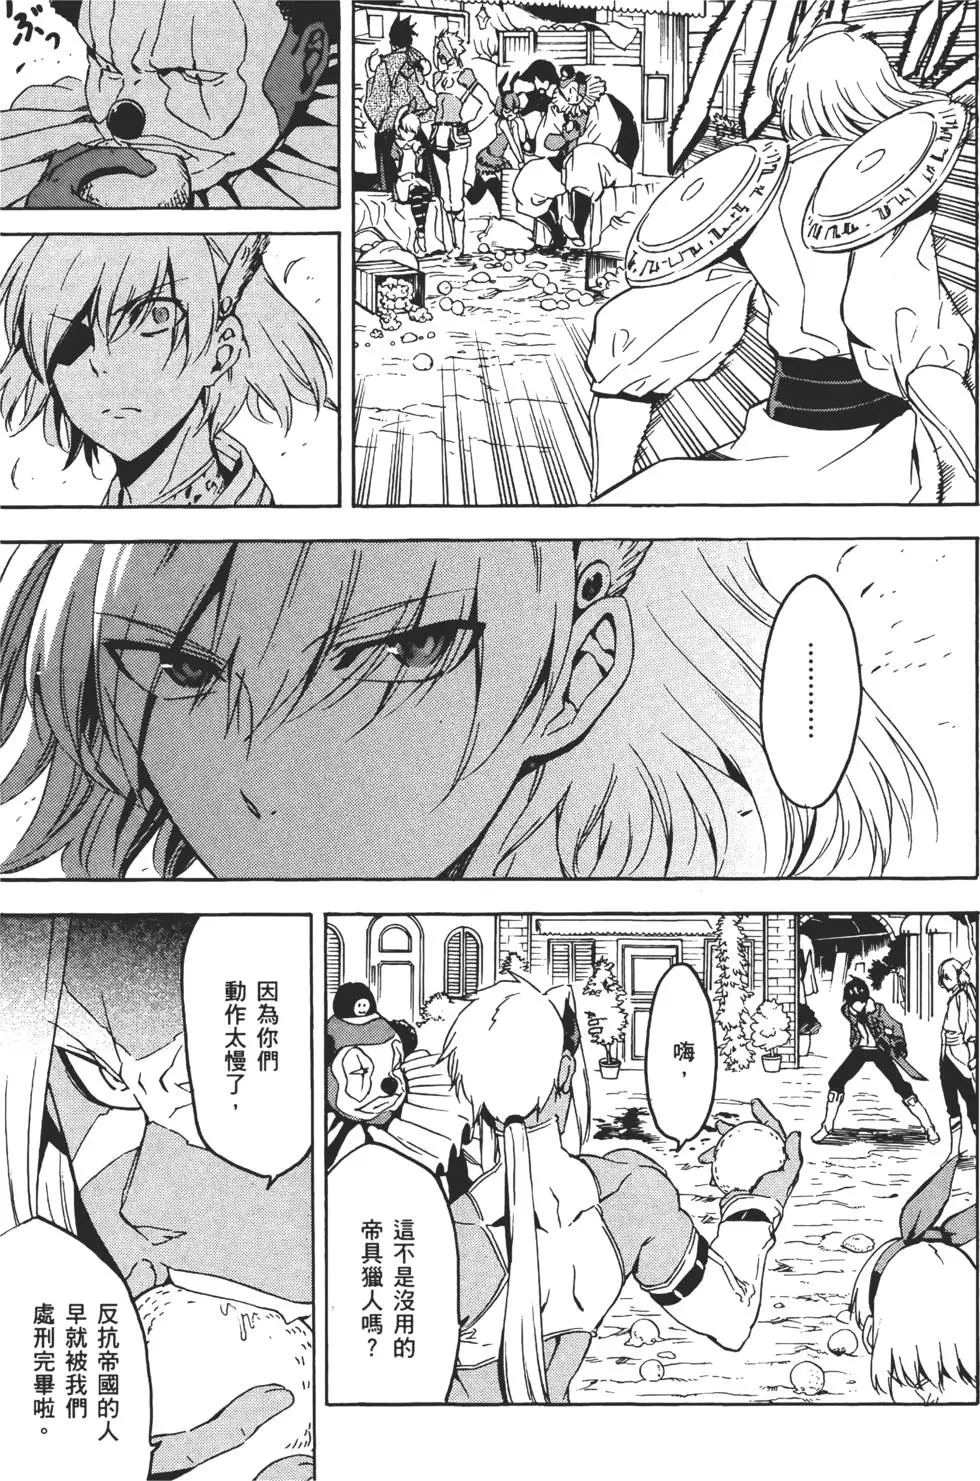 ぶっ
…………
嗨，
這不是沒用的
帝具獵人嗎？
因為你們
動作太慢了，
反抗帝國的人
早就被我們
處刑完畢啦。